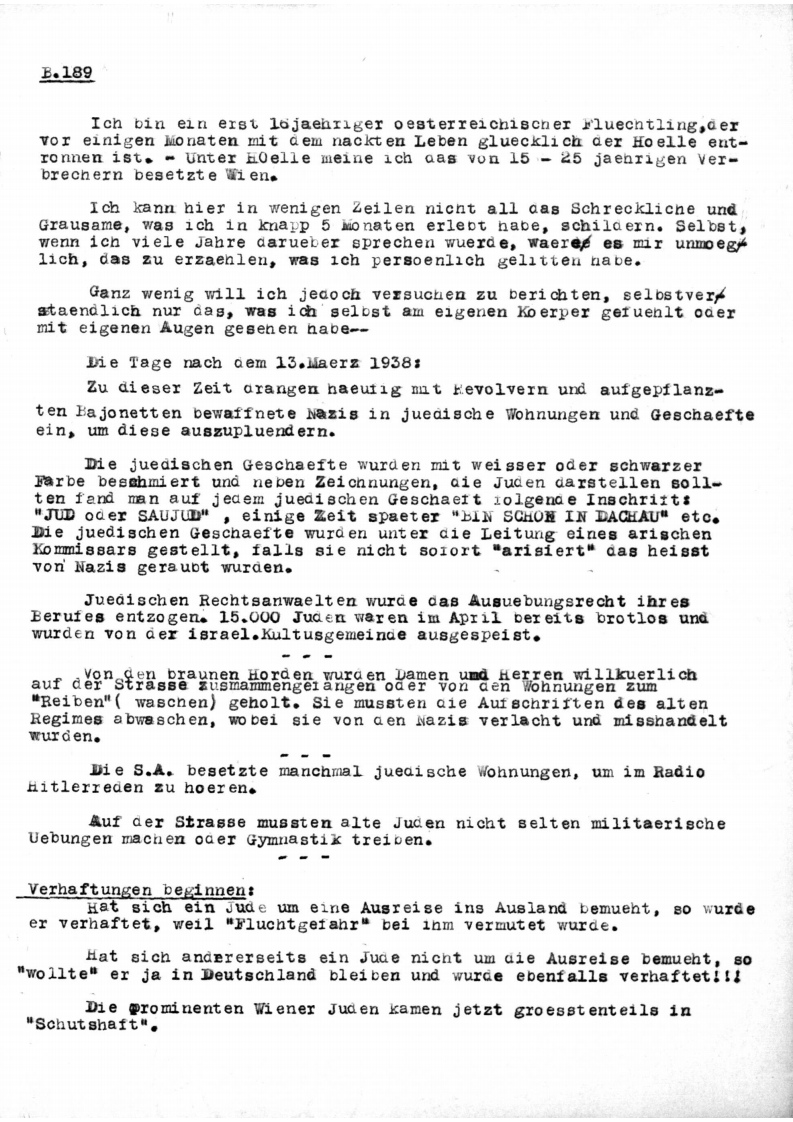 B.189
Ich bin ein erst 16jaehriger oesterreichischer Fluechtling,der
vor einigen Monaten mit dem nackten Leben gluecklich der Hoelle ent-
ronnen ist. - Unter HOelle meine ich das von 15 - 25 jaehrigen Ver-
brechern besetzte Wien.
Ich kann hier in wenigen Zeilen nicht all das Schreckliche und
Grausame, was ich in knapp 5 Monaten erlebt habe, schildern. Selbst,
wenn ich viele Jahre darueber sprechen wuerde, waere es mir unmoeg-
lich, das zu erzaehlen, was ich persoenlich gelitten habe.
Ganz wenig will ich jedoch versuchen zu berichten, selbstver-
staendlich nur das, was ich selbst am eigenen Koerper gefuehlt oder
mit eigenen Augen gesehen habe--
Die Tage nach dem 13.Maerz 1938:
Zu dieser Zeit drangen haeufig mit Revolvern und aufgepflanz-
ten Bajonetten bewaffnete Nazis in juedische Wohnungen und Geschaefte
ein, um diese auszupluendern.
Die juedischen Geschaefte wurden mit weisser oder schwarzer
Farbe beschmiert und neben Zeichnungen, die Juden darstellen soll-
ten fand man auf jedem juedischen Geschaeft folgende Inschrift:
"JUD oder SAUJUD" , einige Zeit spaeter "BIN SCHON IN DACHAU" etc.
Die juedischen Geschaefte wurden unter die Leitung eines arischen
Kommissars gestellt, falls sie nicht sofort "arisiert" das heisst
von Nazis geraubt wurden.
Juedischen Rechtsanwaelten wurde das Ausuebungsrecht ihres
Berufes entzogen. 15.000 Juden waren im April bereits brotlos und
wurden von der israel.Kultusgemeinde ausgespeist.
- - -
Von den braunen Horden wurden Damen und Herren willkuerlich
auf der Strasse zusmammengefangen oder von den Wohnungen zum
"Reiben"( waschen) geholt. Sie mussten die Aufschriften des alten
Regimes abwaschen, wobei sie von den Nazis verlacht und misshandelt
wurden.
- - -
Die S.A. besetzte manchmal juedische Wohnungen, um im Radio
Hitlerreden zu hoeren.
Auf der Strasse mussten alte Juden nicht selten militaerische
Uebungen machen oder Gymnastik treiben.
- - -
Verhaftungen beginnen:
Hat sich ein Jude um eine Ausreise ins Ausland bemueht, so wurde
er verhaftet, weil "Fluchtgefahr" bei ihm vermutet wurde.
Hat sich andererseits ein Jude nicht um die Ausreise bemueht, so
"wollte" er ja in Deutschland bleiben und wurde ebenfalls verhaftet!!!
Die prominenten Wiener Juden kamen jetzt groesstenteils in
"Schutshaft".